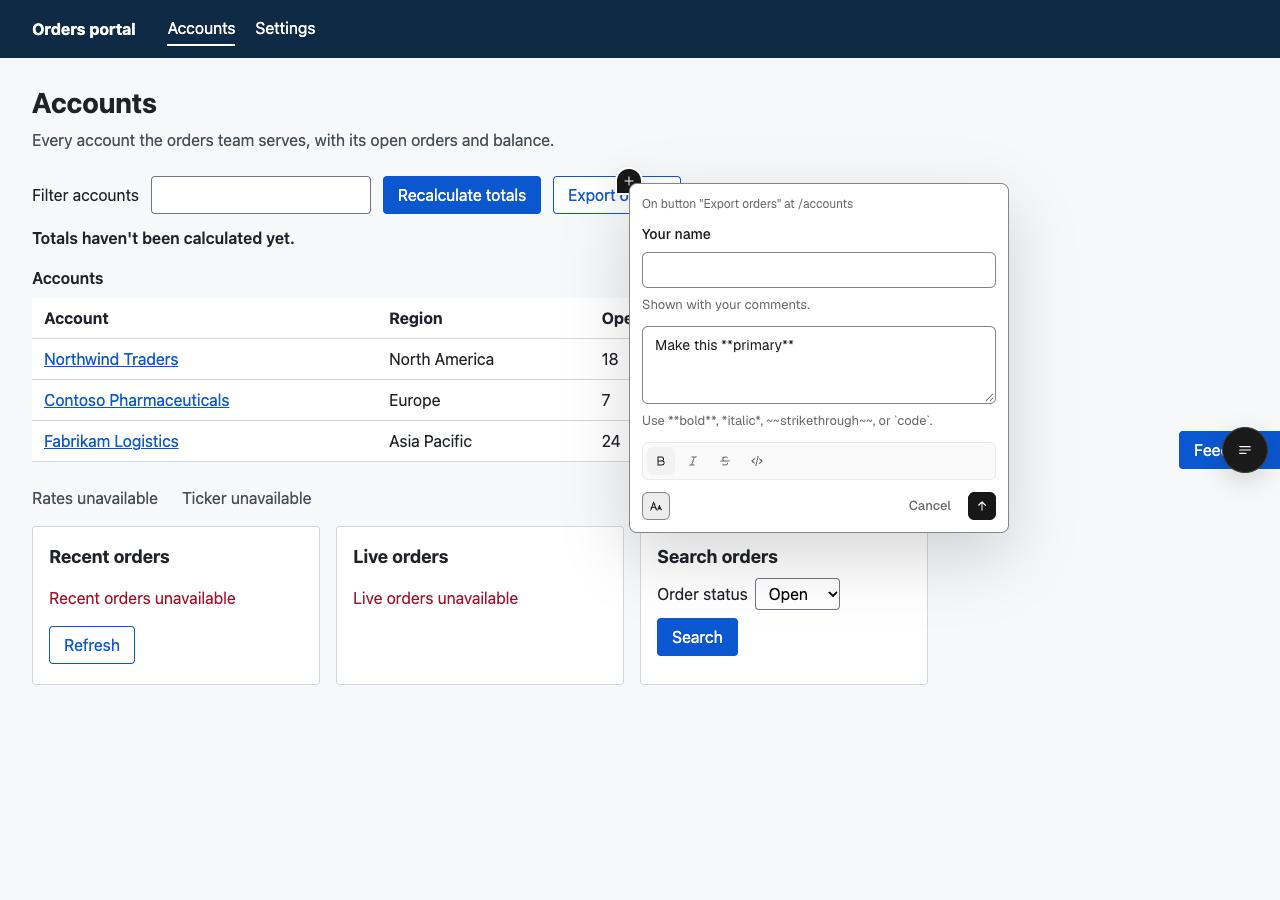 Orders portal Accounts Settings
Accounts
Every account the orders team serves, with its open orders and balance.
Filter accounts Recalculate totals Export
Totals haven't been calculated yet.
Accounts
Account Region
Northwind Traders North America 18
Contoso Pharmaceuticals Europe 7
Fabrikam Logistics Asia Pacific 24
On button "Export orders" at /accounts
Your name
Shown with your comments.
Make this **primary**
Use **bold**, *italic*, ~~strikethrough~~, or `code`.
B I S </>
AA Cancel
Rates unavailable Ticker unavailable
Recent orders
Recent orders unavailable
Refresh
Live orders
Live orders unavailable
Search orders
Order status Open
Search